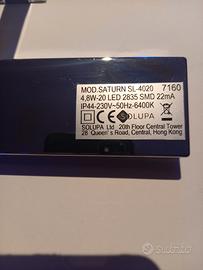 MOD.SATURN SL-4020 7160
4,8W-20 LED 2835 SMD 22mA
IP44-230V~50Hz-6400K
CE SOLUPA
SOLUPA Ltd. 20th Floor Central Tower
28 Queen's Road, Central, Hong Kong
subito